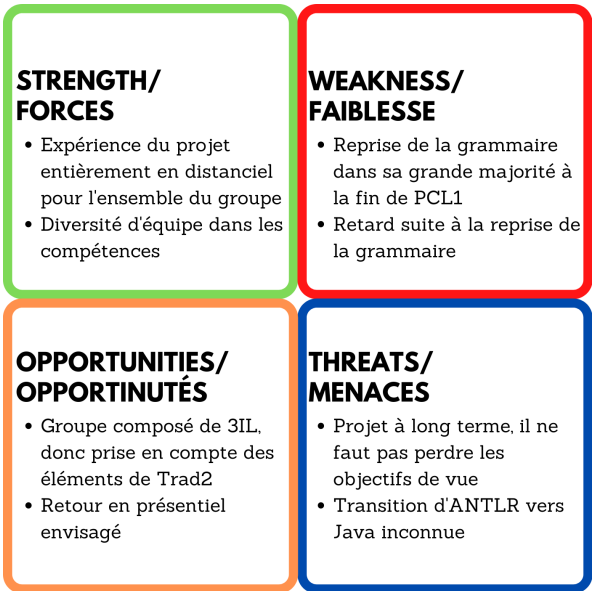 STRENGTH/
FORCES
• Expérience du projet
entièrement en distanciel
pour l'ensemble du groupe
• Diversité d'équipe dans les
compétences
WEAKNESS/
FAIBLESSE
• Reprise de la grammaire
dans sa grande majorité à
la fin de PCL1
• Retard suite à la reprise de
la grammaire
OPPORTUNITIES/
OPPORTINUTÉS
• Groupe composé de 3IL,
donc prise en compte des
éléments de Trad2
• Retour en présentiel
envisagé
THREATS/
MENACES
• Projet à long terme, il ne
faut pas perdre les
objectifs de vue
• Transition d'ANTLR vers
Java inconnue